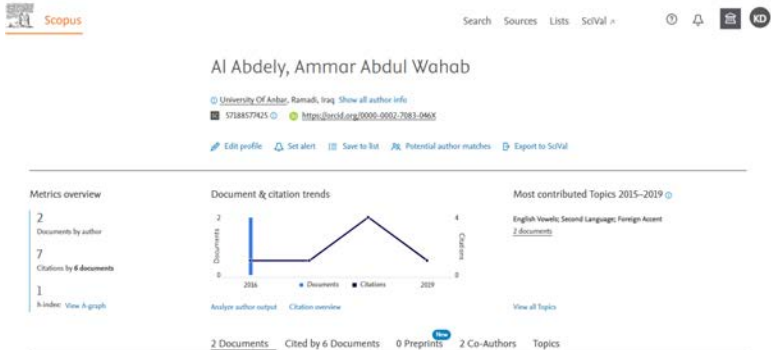 Scopus
Search Sources Lists SciVal
KD
Al Abdely, Ammar Abdul Wahab
University Of Anbar, Ramadi, Iraq Show all author info
57188577425 https://orcid.org/0000-0002-7083-046X
Edit profile Set alert Save to list Potential author matches Export to SciVal
Metrics overview
2
Documents by author
7
Citations by 6 documents
1
h-index: View h-graph
Document & citation trends
2
4
Documents
Citations
0
0
2016
Documents Citations
2019
Analyze author output Citation overview
Most contributed Topics 2015–2019
English Vowels; Second Language; Foreign Accent
2 documents
View all Topics
New
2 Documents Cited by 6 Documents 0 Preprints 2 Co-Authors Topics